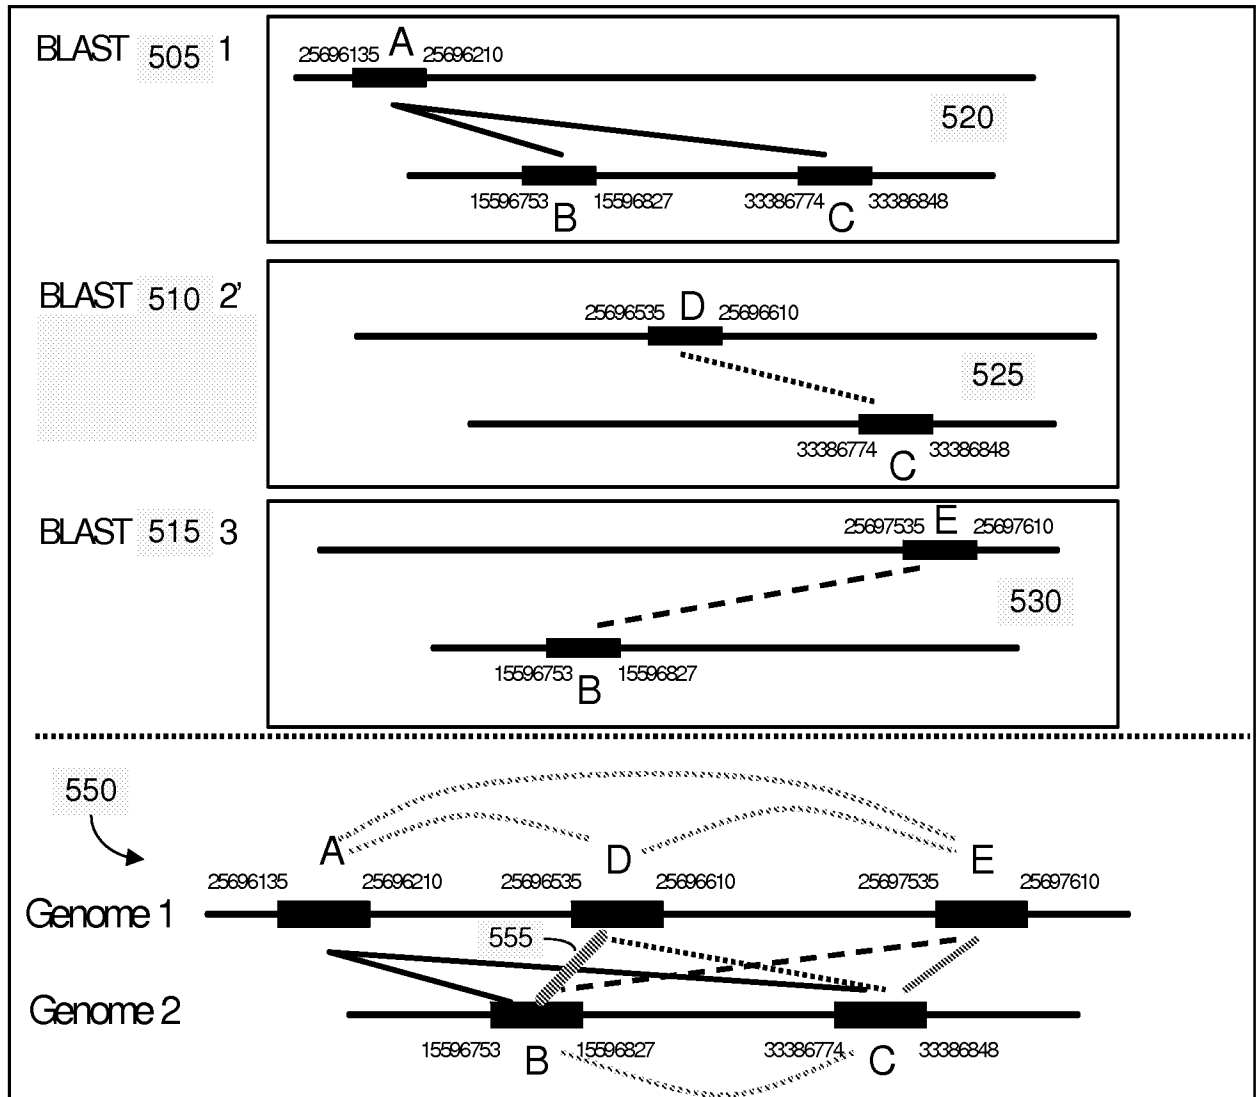 BLAST 505 1
25696135 A 25696210
520
15596753 B 15596827 33386774 C 33386848
BLAST 510 2'
25696535 D 25696610
525
33386774 C 33386848
BLAST 515 3
25697535 E 25697610
530
15596753 B 15596827
550
A D E
25696135 25696210 25696535 25696610 25697535 25697610
Genome 1
555
Genome 2
15596753 B 15596827 33386774 C 33386848